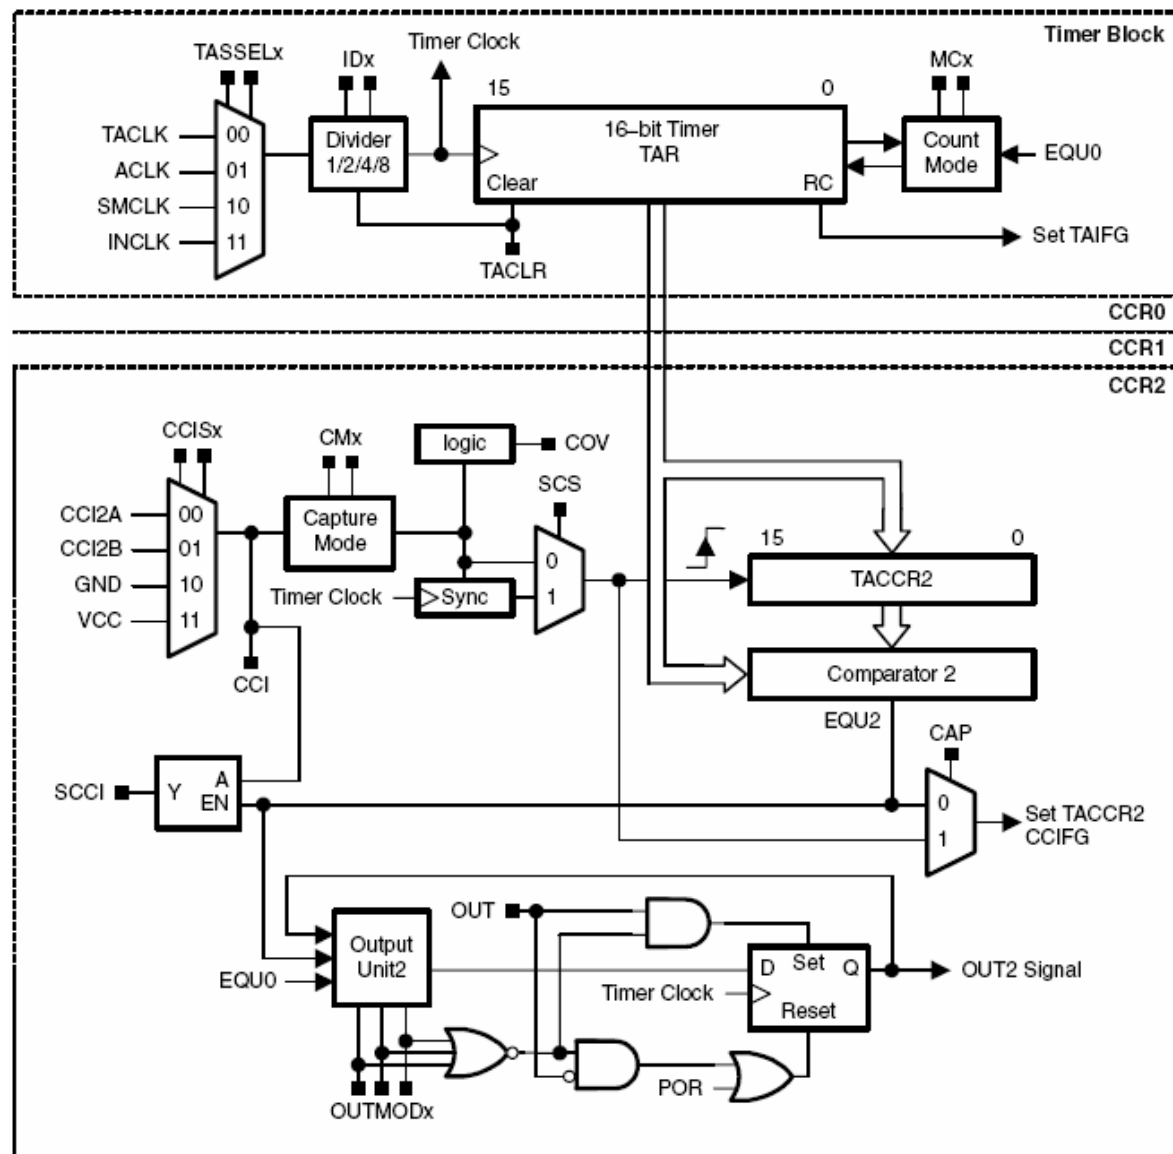 Timer Block
TASSELx
IDx
Timer Clock
15
0
MCx
TACLK
00
ACLK
01
SMCLK
10
INCLK
11
Divider
1/2/4/8
16–bit Timer
TAR
Clear
RC
Count
Mode
EQU0
TACLR
Set TAIFG
CCR0
CCR1
CCR2
CCISx
CMx
logic
COV
SCS
CCI2A
00
CCI2B
01
GND
10
VCC
11
Capture
Mode
Timer Clock
Sync
0
1
15
0
TACCR2
CCI
Comparator 2
EQU2
CAP
SCCI
Y
A
EN
0
1
Set TACCR2
CCIFG
OUT
Output
Unit2
EQU0
D
Set
Q
Timer Clock
Reset
OUT2 Signal
POR
OUTMODx